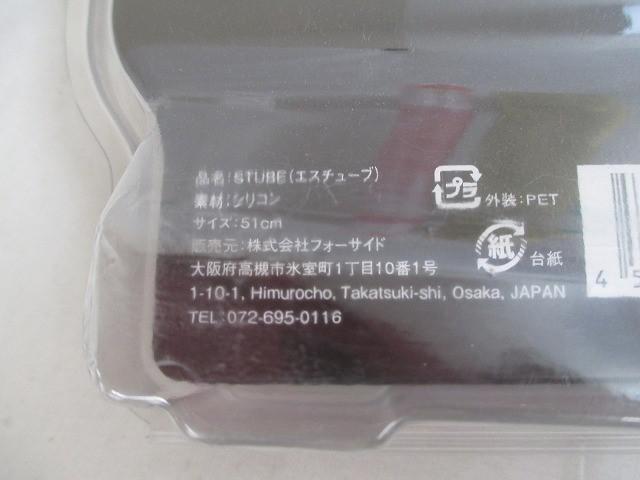 品名:STUBE(エスチューブ)
素材:シリコン
サイズ:51cm
販売元:株式会社フォーサイド
大阪府高槻市氷室町1丁目10番1号
1-10-1, Himurocho, Takatsuki-shi, Osaka, JAPAN
TEL:072-695-0116
プラ 外装:PET
紙 台紙
4 5